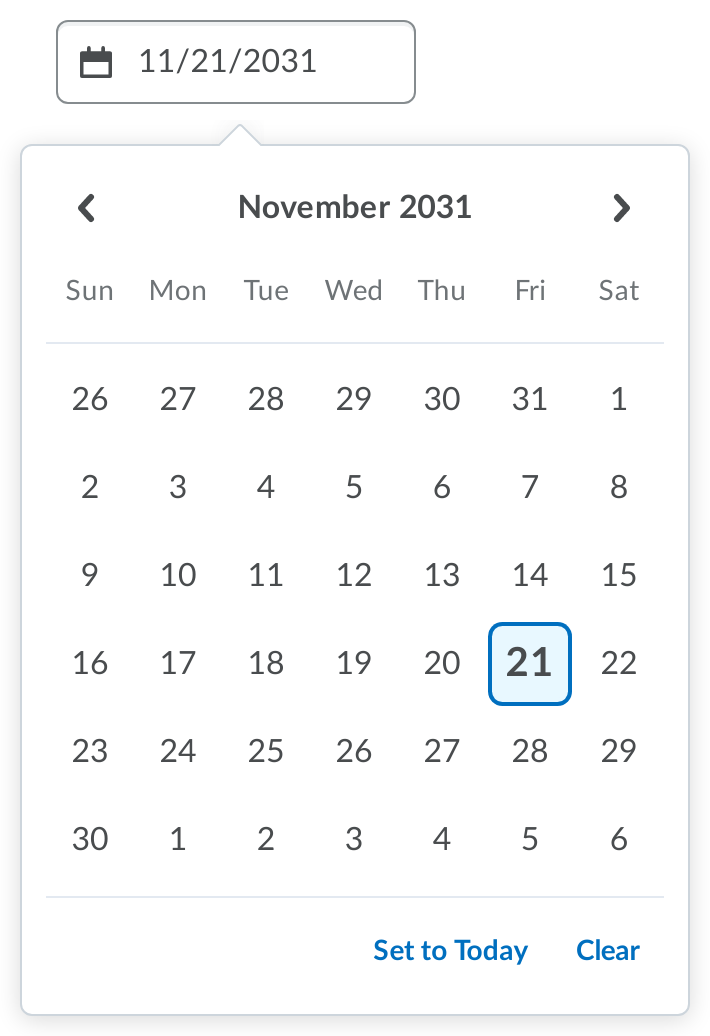 11/21/2031
November 2031
Sun Mon Tue Wed Thu Fri Sat
26 27 28 29 30 31 1
2 3 4 5 6 7 8
9 10 11 12 13 14 15
16 17 18 19 20 21 22
23 24 25 26 27 28 29
30 1 2 3 4 5 6
Set to Today Clear